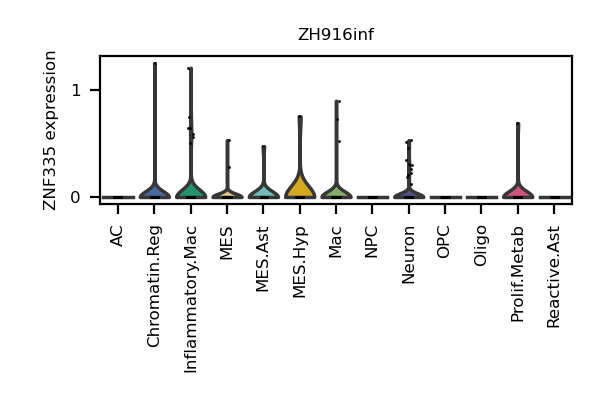 ZH916inf
ZNF335 expression
1
0
AC
Chromatin.Reg
Inflammatory.Mac
MES
MES.Ast
MES.Hyp
Mac
NPC
Neuron
OPC
Oligo
Prolif.Metab
Reactive.Ast